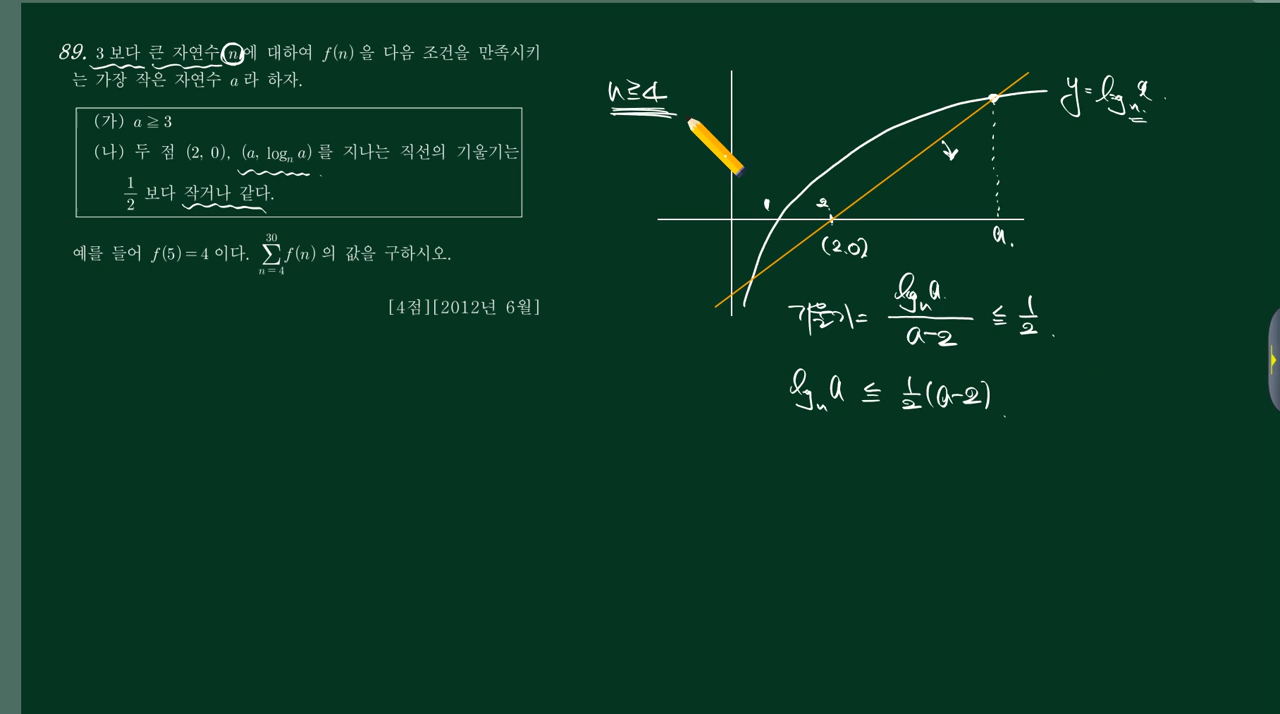 89. 3보다 큰 자연수 n에 대하여 f(n)을 다음 조건을 만족시키
는 가장 작은 자연수 a라 하자.
(가) a ≧ 3
(나) 두 점 (2, 0), (a, logₙ a)를 지나는 직선의 기울기는
1/2 보다 작거나 같다.
예를 들어 f(5)=4이다. ∑_{n=4}^{30} f(n)의 값을 구하시오.
[4점][2012년 6월]
n≧4
y=logₙ x
1 2
(2.0) a.
기울기= logₙ a / a-2 ≦ 1/2
logₙ a ≦ 1/2(a-2)